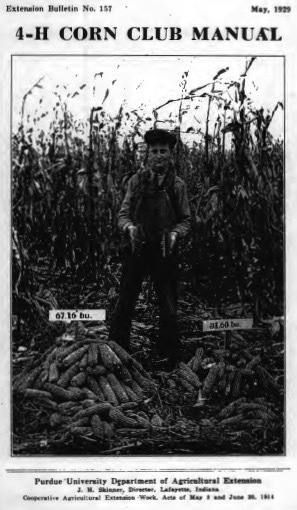 Extension Bulletin No. 157 May, 1929
4-H CORN CLUB MANUAL
67.16 bu.
31.60 bu.
Purdue University Department of Agricultural Extension
J. H. Skinner, Director, Lafayette, Indiana
Cooperative Agricultural Extension Work, Acts of May 8 and June 30, 1914